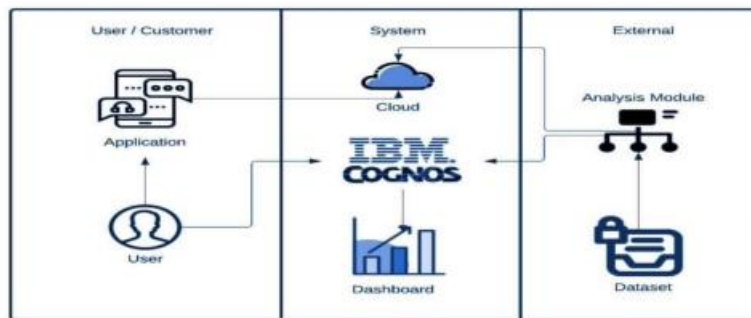 User / Customer
System
External
Cloud
Analysis Module
Application
IBM
COGNOS
User
Dashboard
Dataset